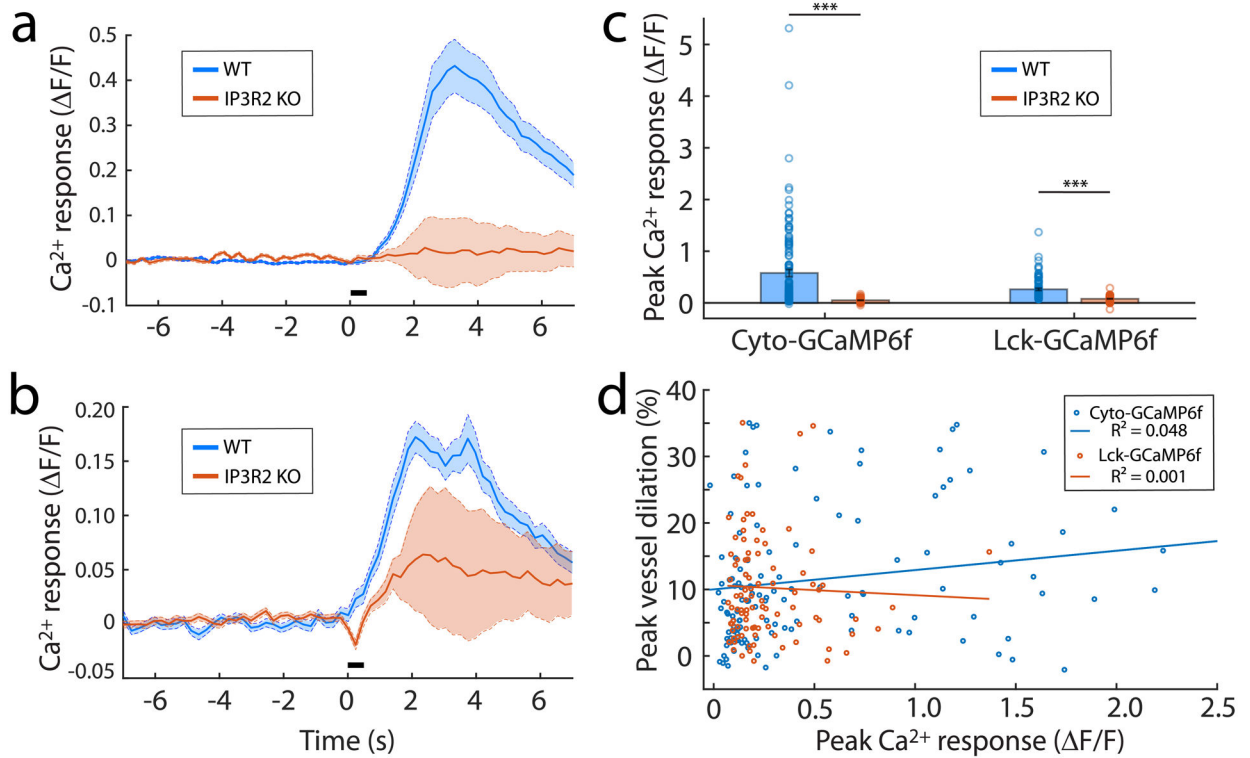 a
Ca²⁺ response (ΔF/F)
0.5
0.4
0.3
0.2
0.1
0
-0.1
WT
IP3R2 KO
-6
-4
-2
0
2
4
6
b
Ca²⁺ response (ΔF/F)
0.20
0.15
0.10
0.05
0
-0.05
WT
IP3R2 KO
-6
-4
-2
0
2
4
6
Time (s)
c
Peak Ca²⁺ response (ΔF/F)
5
4
3
2
1
0
***
WT
IP3R2 KO
***
Cyto-GCaMP6f
Lck-GCaMP6f
d
Peak vessel dilation (%)
40
30
20
10
0
Cyto-GCaMP6f
R² = 0.048
Lck-GCaMP6f
R² = 0.001
0
0.5
1.0
1.5
2.0
2.5
Peak Ca²⁺ response (ΔF/F)